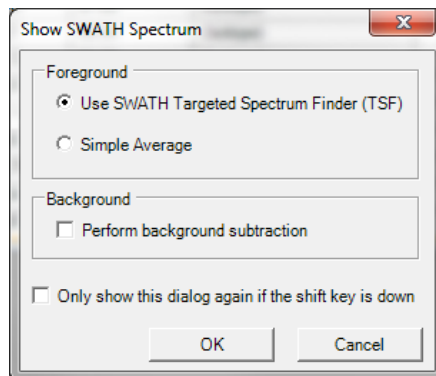 Show SWATH Spectrum
Foreground
Use SWATH Targeted Spectrum Finder (TSF)
Simple Average
Background
Perform background subtraction
Only show this dialog again if the shift key is down
OK
Cancel